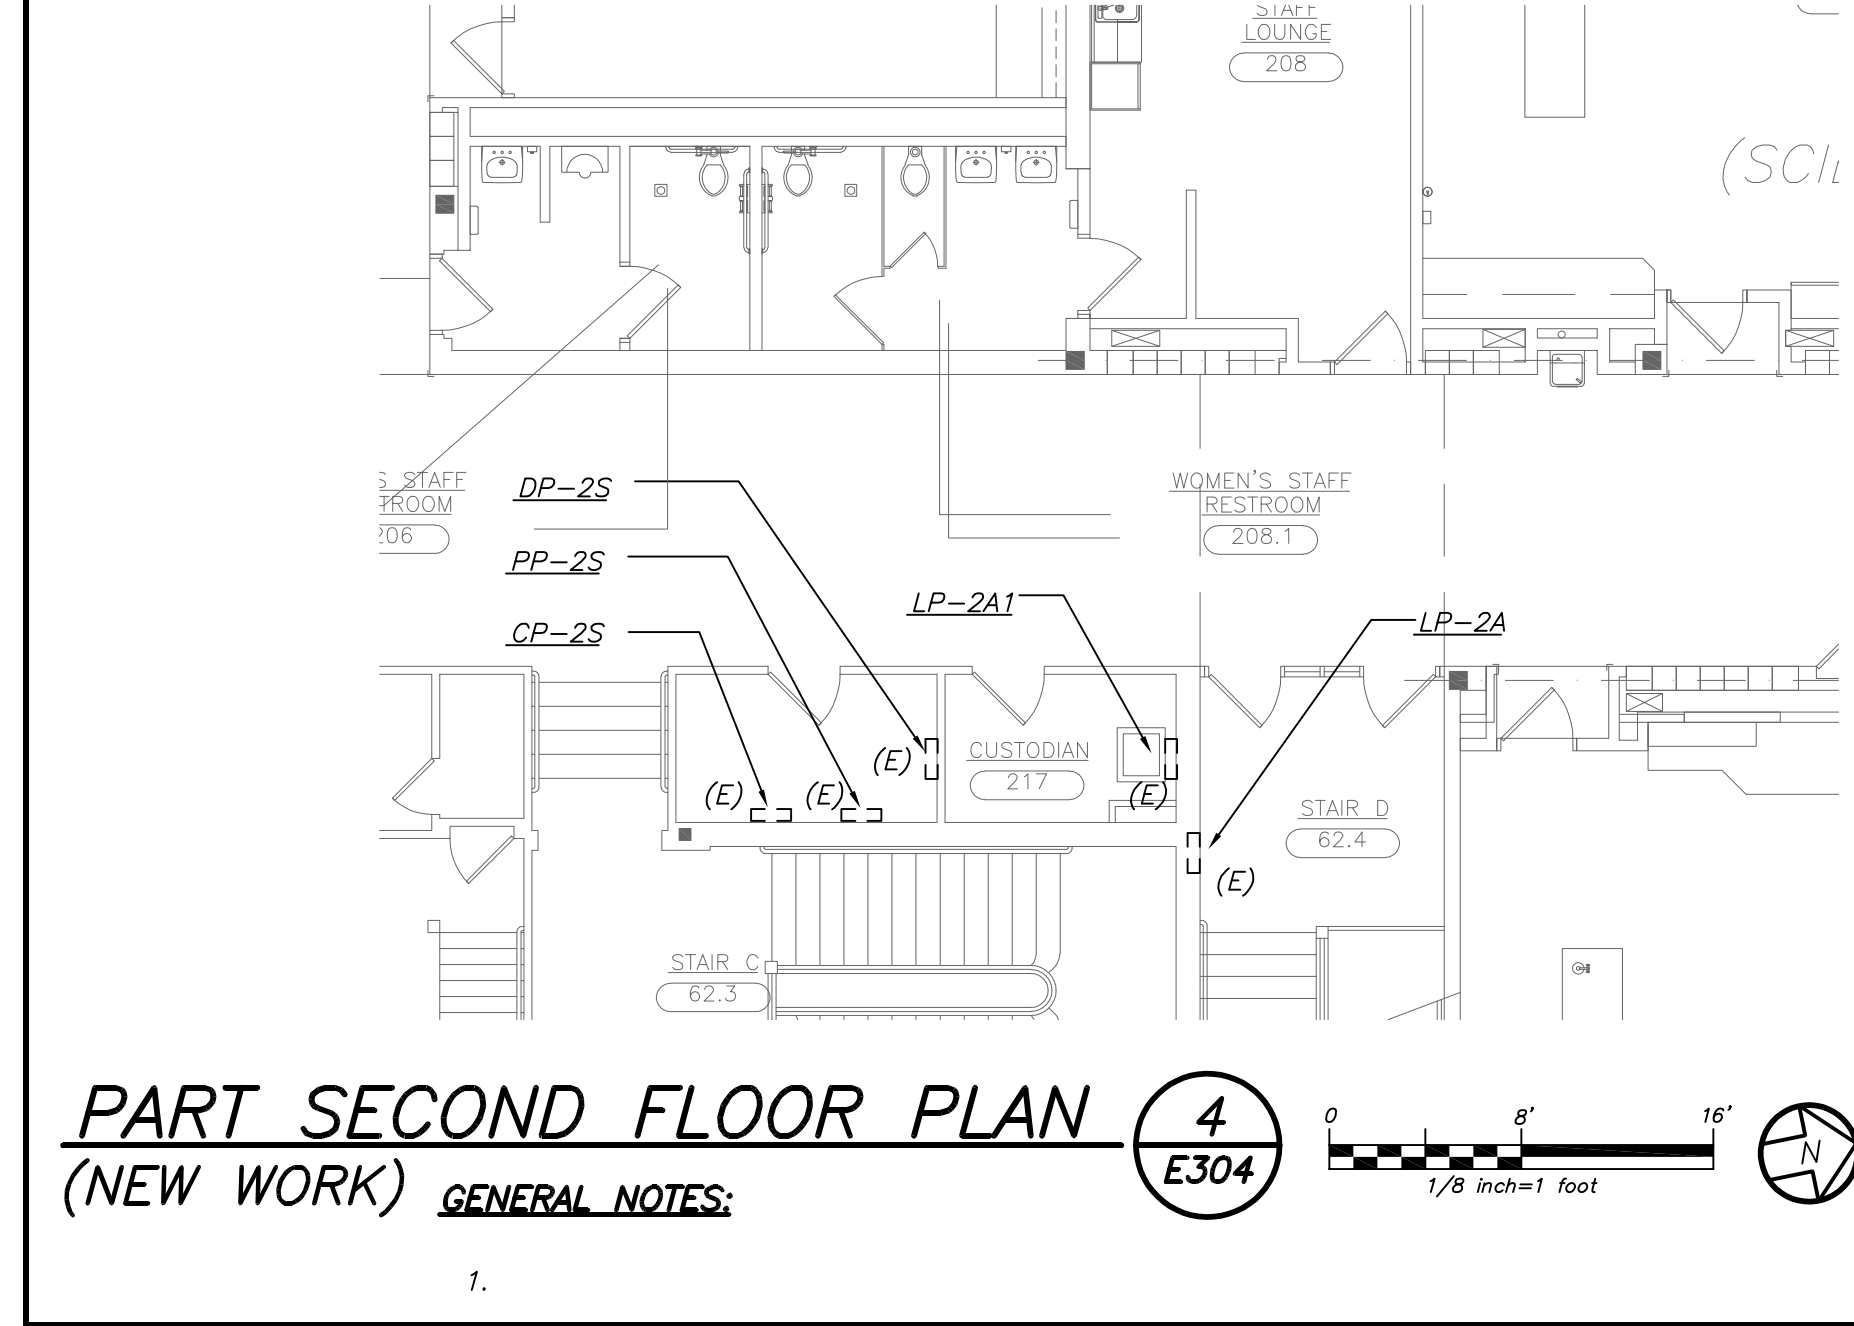 STAFF
LOUNGE
208
DP-2S
S STAFF
TROOM
206
WOMEN'S STAFF
RESTROOM
208.1
PP-2S
LP-2A1
LP-2A
CP-2S
(E)
CUSTODIAN
217
(E)
(E)
(E)
STAIR D
62.4
(E)
STAIR C
62.3
PART SECOND FLOOR PLAN
(NEW WORK)
GENERAL NOTES:
1.
4
E304
0
8'
16'
1/8 inch=1 foot
N